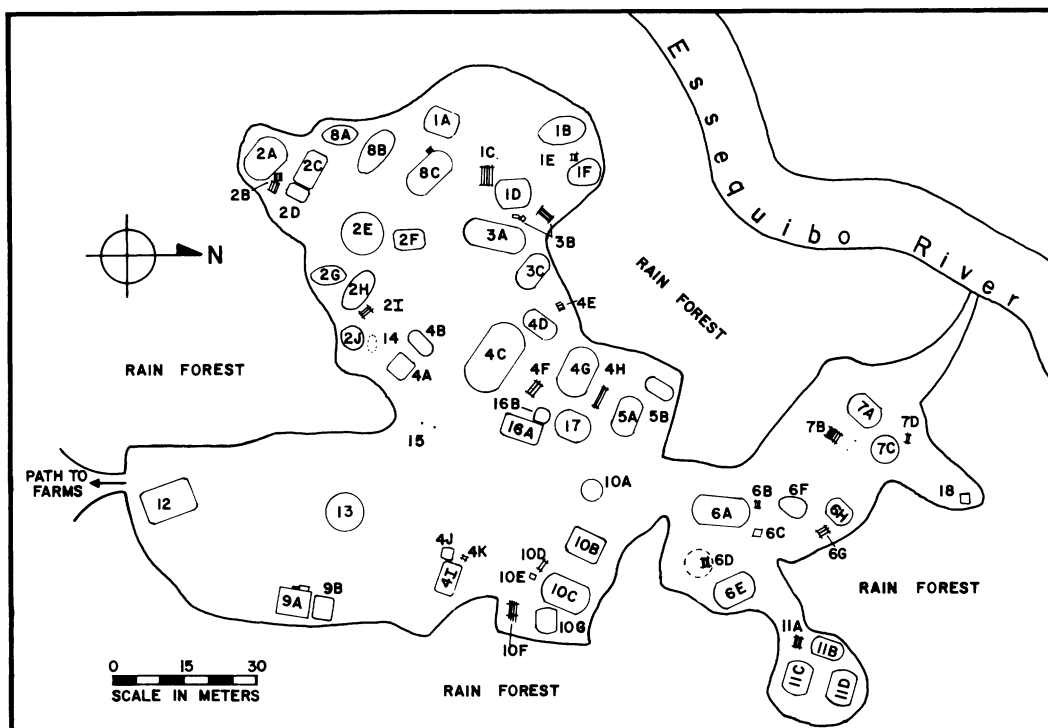 Essequibo River
1A
1B
8A
8B
2A
2C
8C
1C
1E
1F
2B
2D
1D
2E
2F
3A
3B
N
3C
2G
2H
2I
4E
RAIN FOREST
4D
2J
14
4B
4C
4A
4F
4G
4H
RAIN FOREST
16B
5A
5B
7A
7D
16A
17
7B
7C
15
PATH TO
FARMS
12
10A
18
13
6A
6B
6F
6H
6C
6G
4J
4K
10D
10B
6D
4I
10E
10C
6E
RAIN FOREST
9A
9B
10G
10F
11A
11B
11C
11D
0 15 30
SCALE IN METERS
RAIN FOREST